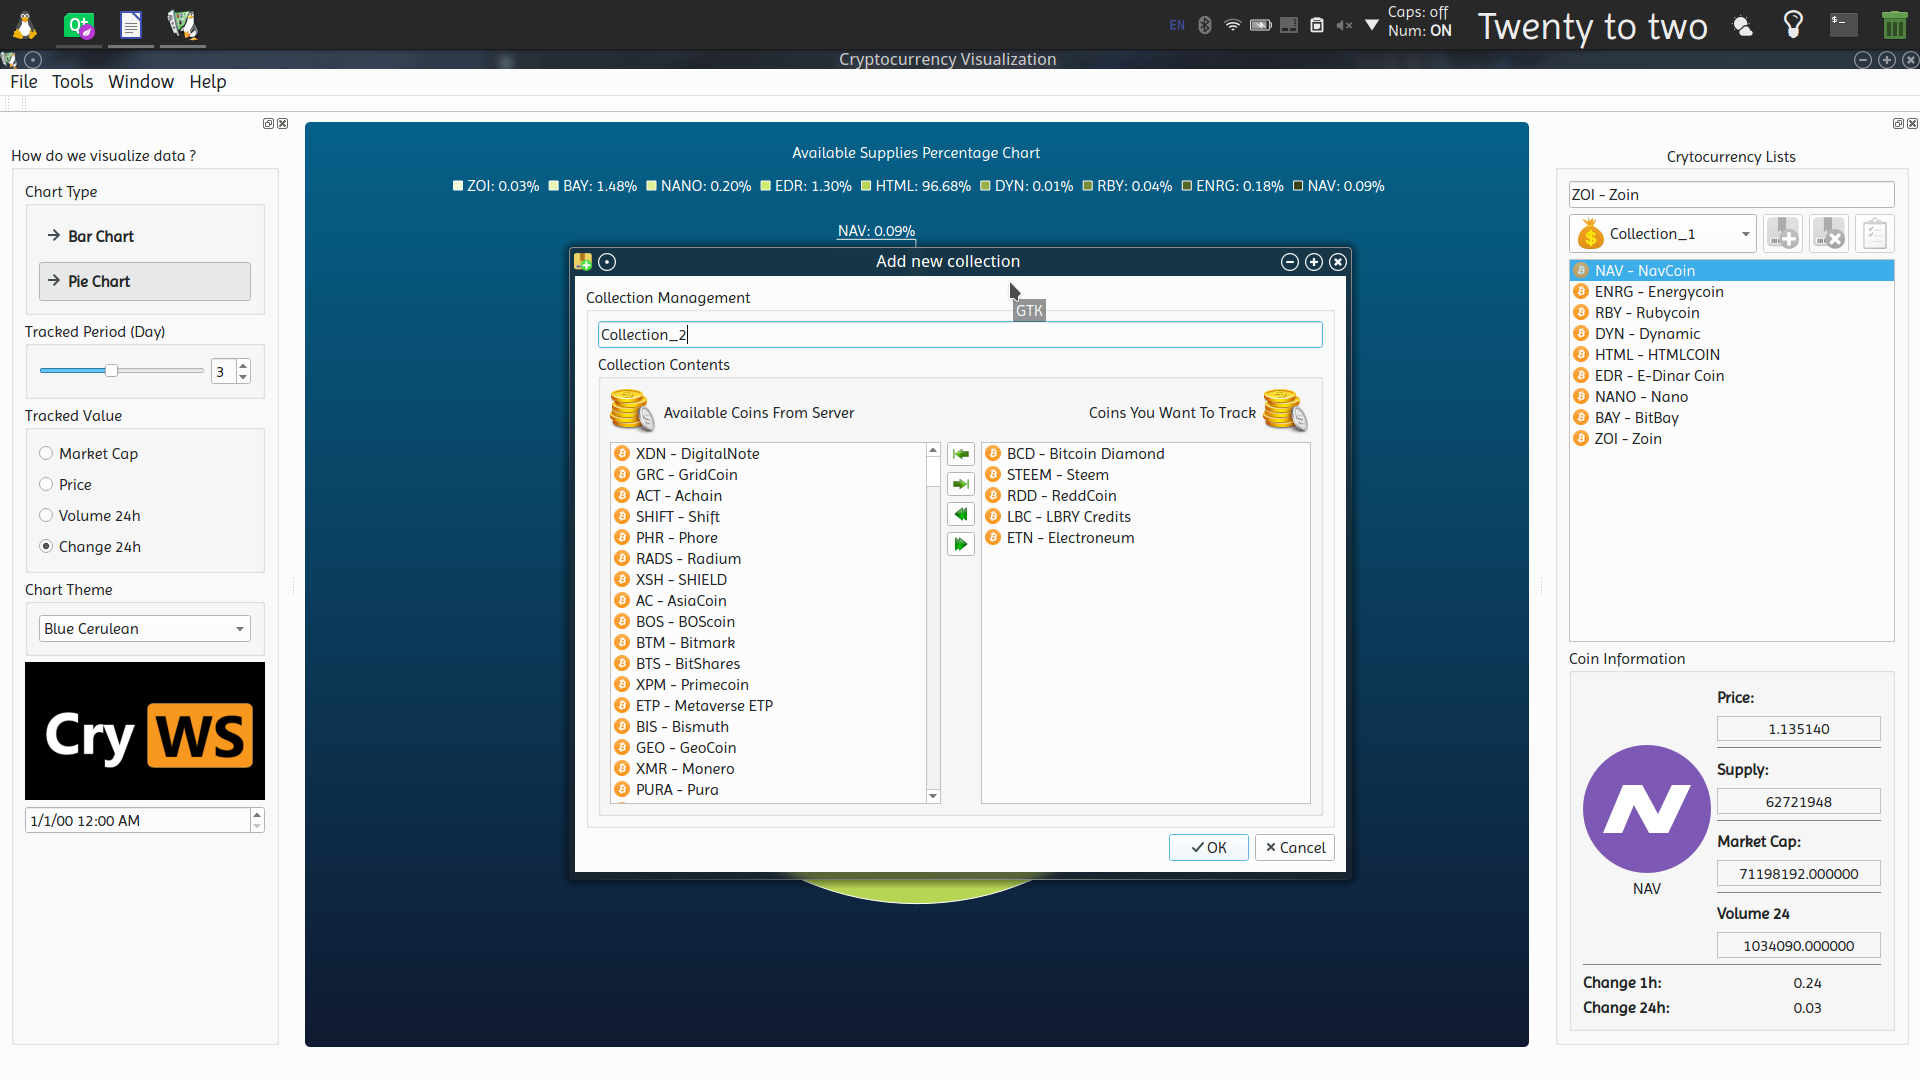 EN
Caps: off
Num: ON
Twenty to two
Cryptocurrency Visualization
File Tools Window Help
How do we visualize data ?
Chart Type
Bar Chart
Pie Chart
Tracked Period (Day)
3
Tracked Value
Market Cap
Price
Volume 24h
Change 24h
Chart Theme
Blue Cerulean
Cry WS
1/1/00 12:00 AM
Available Supplies Percentage Chart
ZOI: 0.03% BAY: 1.48% NANO: 0.20% EDR: 1.30% HTML: 96.68% DYN: 0.01% RBY: 0.04% ENRG: 0.18% NAV: 0.09%
NAV: 0.09%
Add new collection
Collection Management
GTK
Collection_2
Collection Contents
Available Coins From Server
Coins You Want To Track
XDN - DigitalNote
GRC - GridCoin
ACT - Achain
SHIFT - Shift
PHR - Phore
RADS - Radium
XSH - SHIELD
AC - AsiaCoin
BOS - BOScoin
BTM - Bitmark
BTS - BitShares
XPM - Primecoin
ETP - Metaverse ETP
BIS - Bismuth
GEO - GeoCoin
XMR - Monero
PURA - Pura
BCD - Bitcoin Diamond
STEEM - Steem
RDD - ReddCoin
LBC - LBRY Credits
ETN - Electroneum
OK
Cancel
Crytocurrency Lists
ZOI - Zoin
Collection_1
NAV - NavCoin
ENRG - Energycoin
RBY - Rubycoin
DYN - Dynamic
HTML - HTMLCOIN
EDR - E-Dinar Coin
NANO - Nano
BAY - BitBay
ZOI - Zoin
Coin Information
NAV
Price:
1.135140
Supply:
62721948
Market Cap:
71198192.000000
Volume 24
1034090.000000
Change 1h: 0.24
Change 24h: 0.03